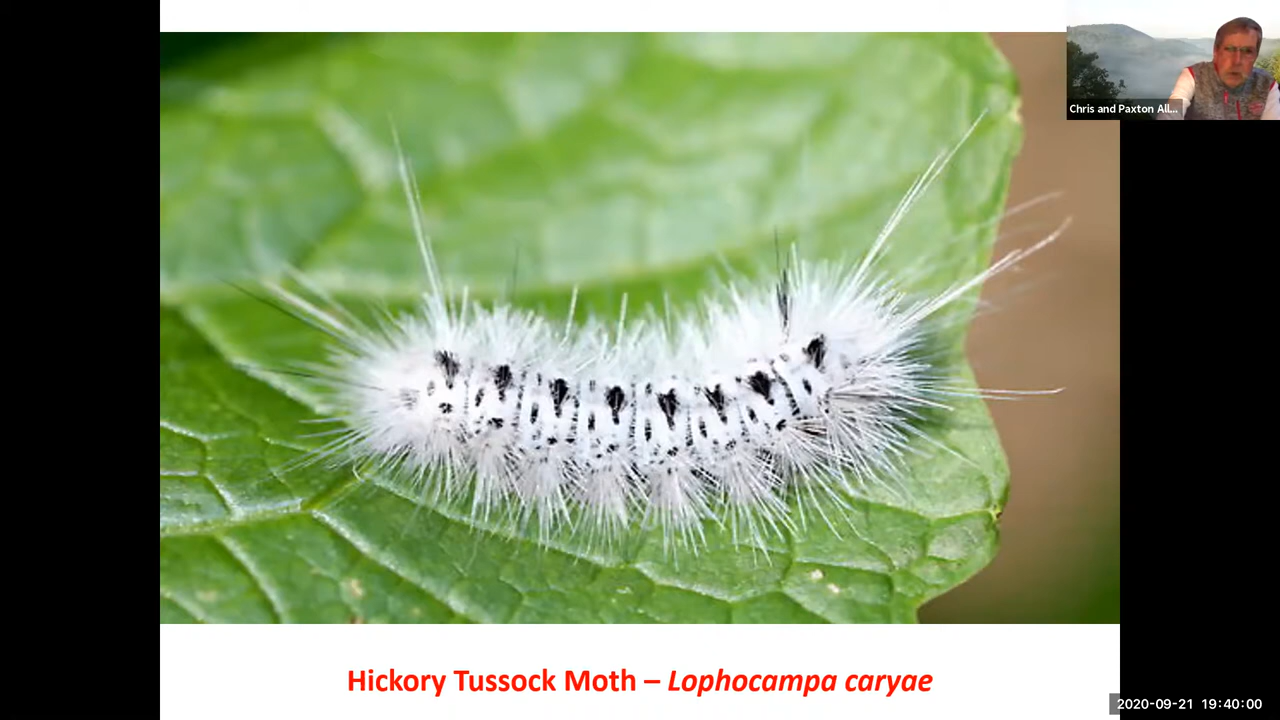 Chris and Paxton All...
Hickory Tussock Moth – Lophocampa caryae
2020-09-21 19:40:00